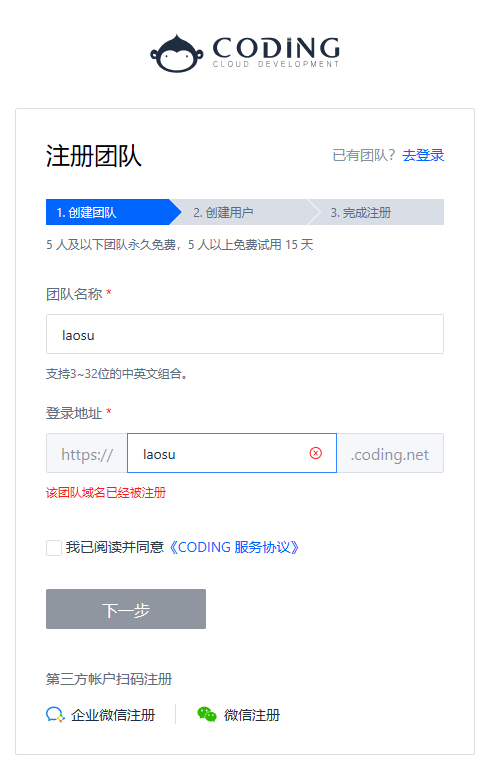 CODING
CLOUD DEVELOPMENT
注册团队
已有团队？去登录
1. 创建团队 2. 创建用户 3. 完成注册
5 人及以下团队永久免费，5 人以上免费试用 15 天
团队名称 *
laosu
支持3~32位的中英文组合。
登录地址 *
https:// laosu .coding.net
该团队域名已经被注册
我已阅读并同意《CODING 服务协议》
下一步
第三方帐户扫码注册
企业微信注册 微信注册